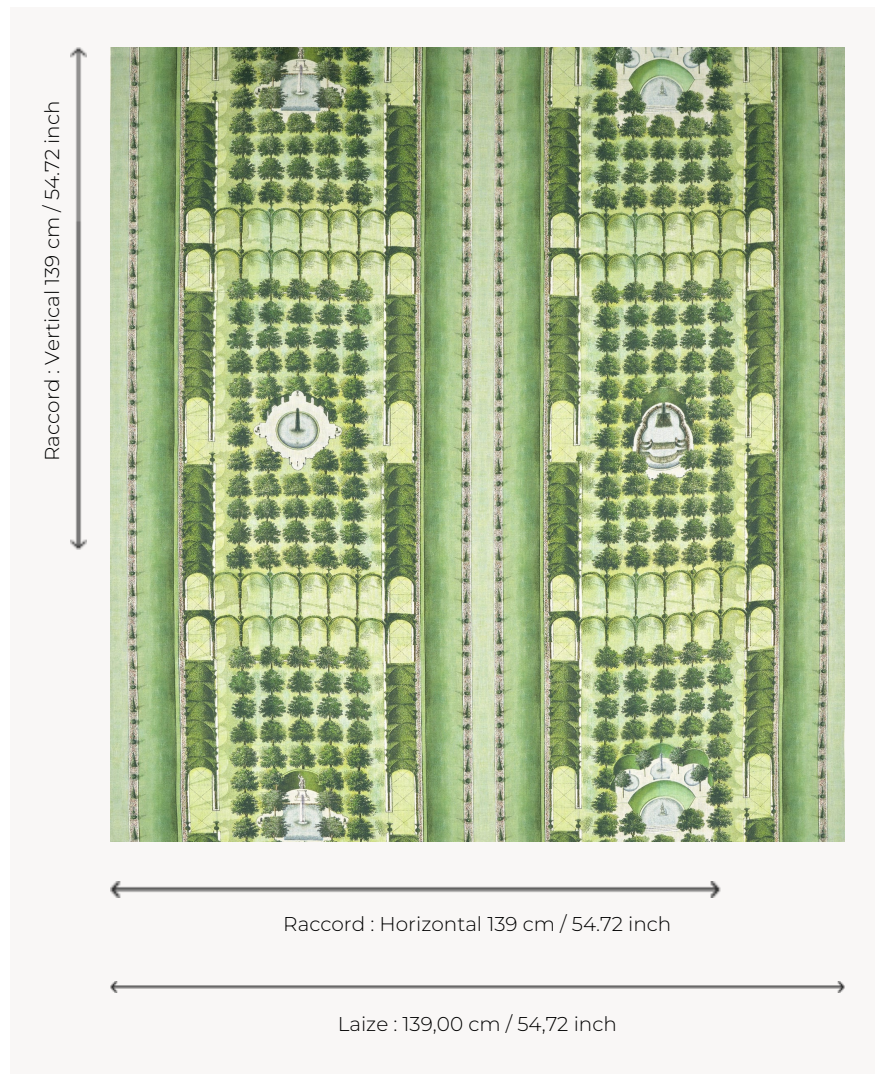 Raccord : Vertical 139 cm / 54.72 inch
Raccord : Horizontal 139 cm / 54.72 inch
Laize : 139,00 cm / 54,72 inch